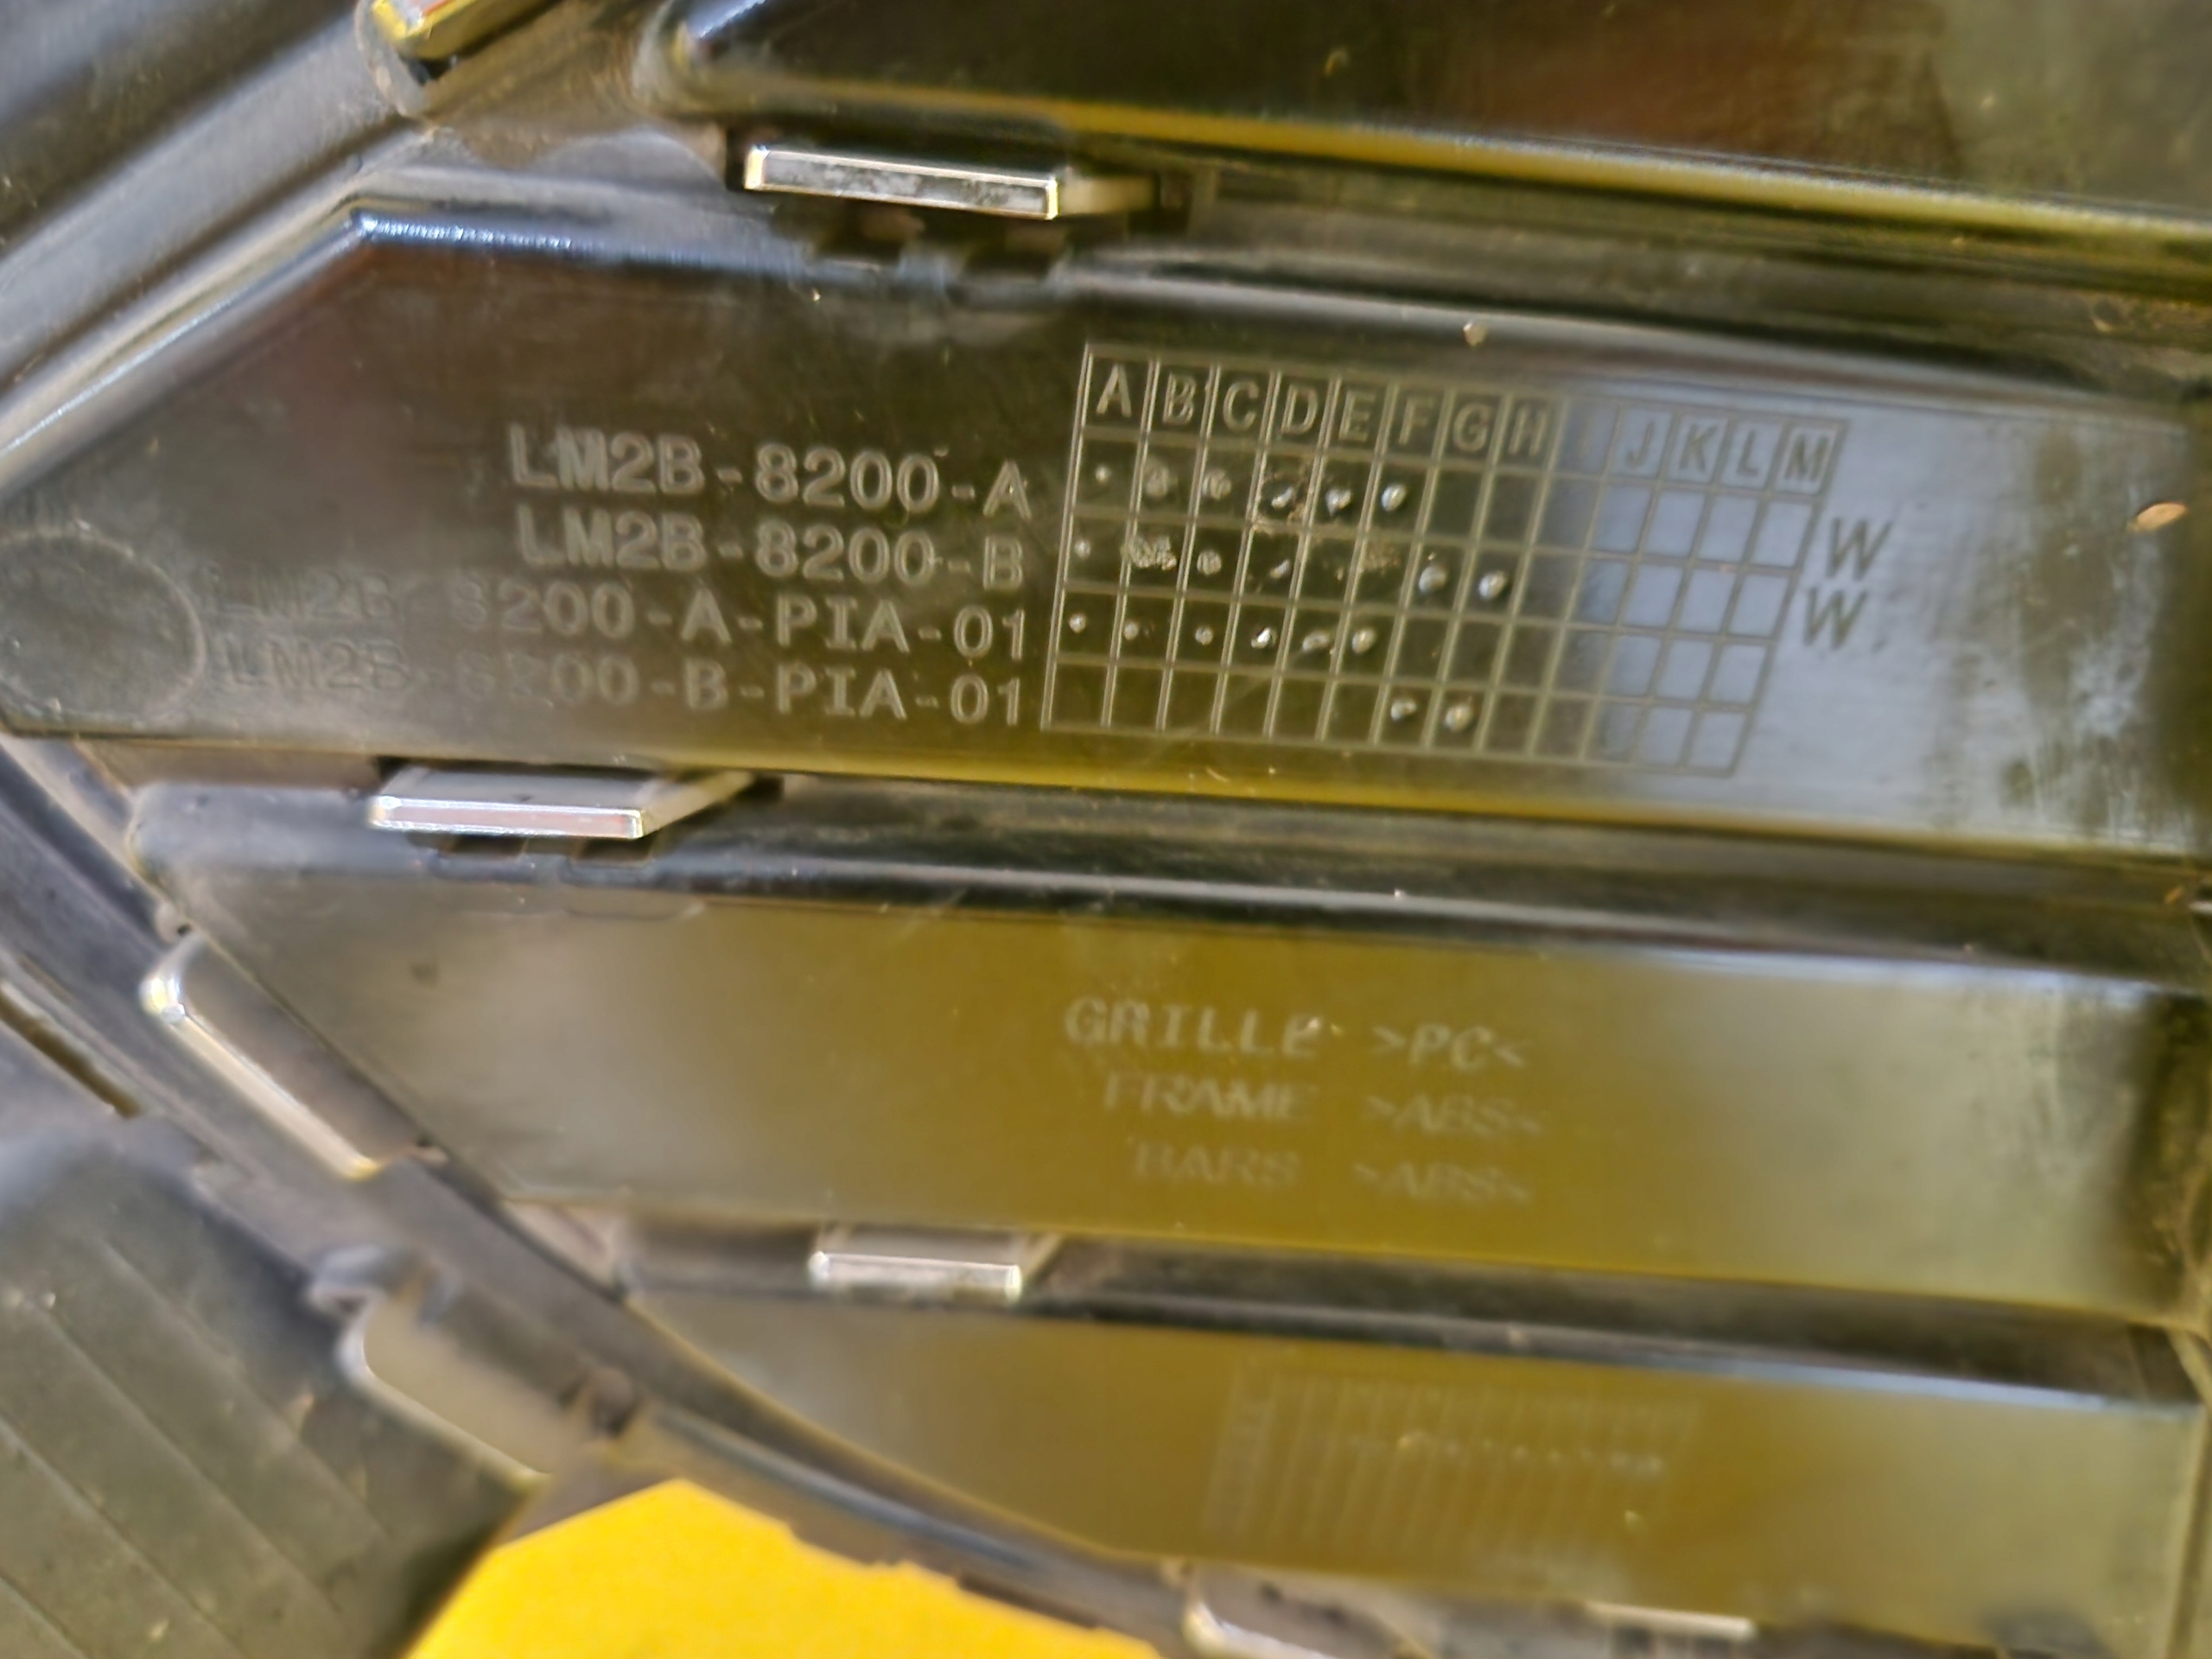 A B C D E F G H I J K L M
LM2B-8200-A
LM2B-8200-B W
LM2B-8200-A-PIA-01 W
LM2B-8200-B-PIA-01
GRILLE >PC<
FRAME >ABS<
BARS >ABS<